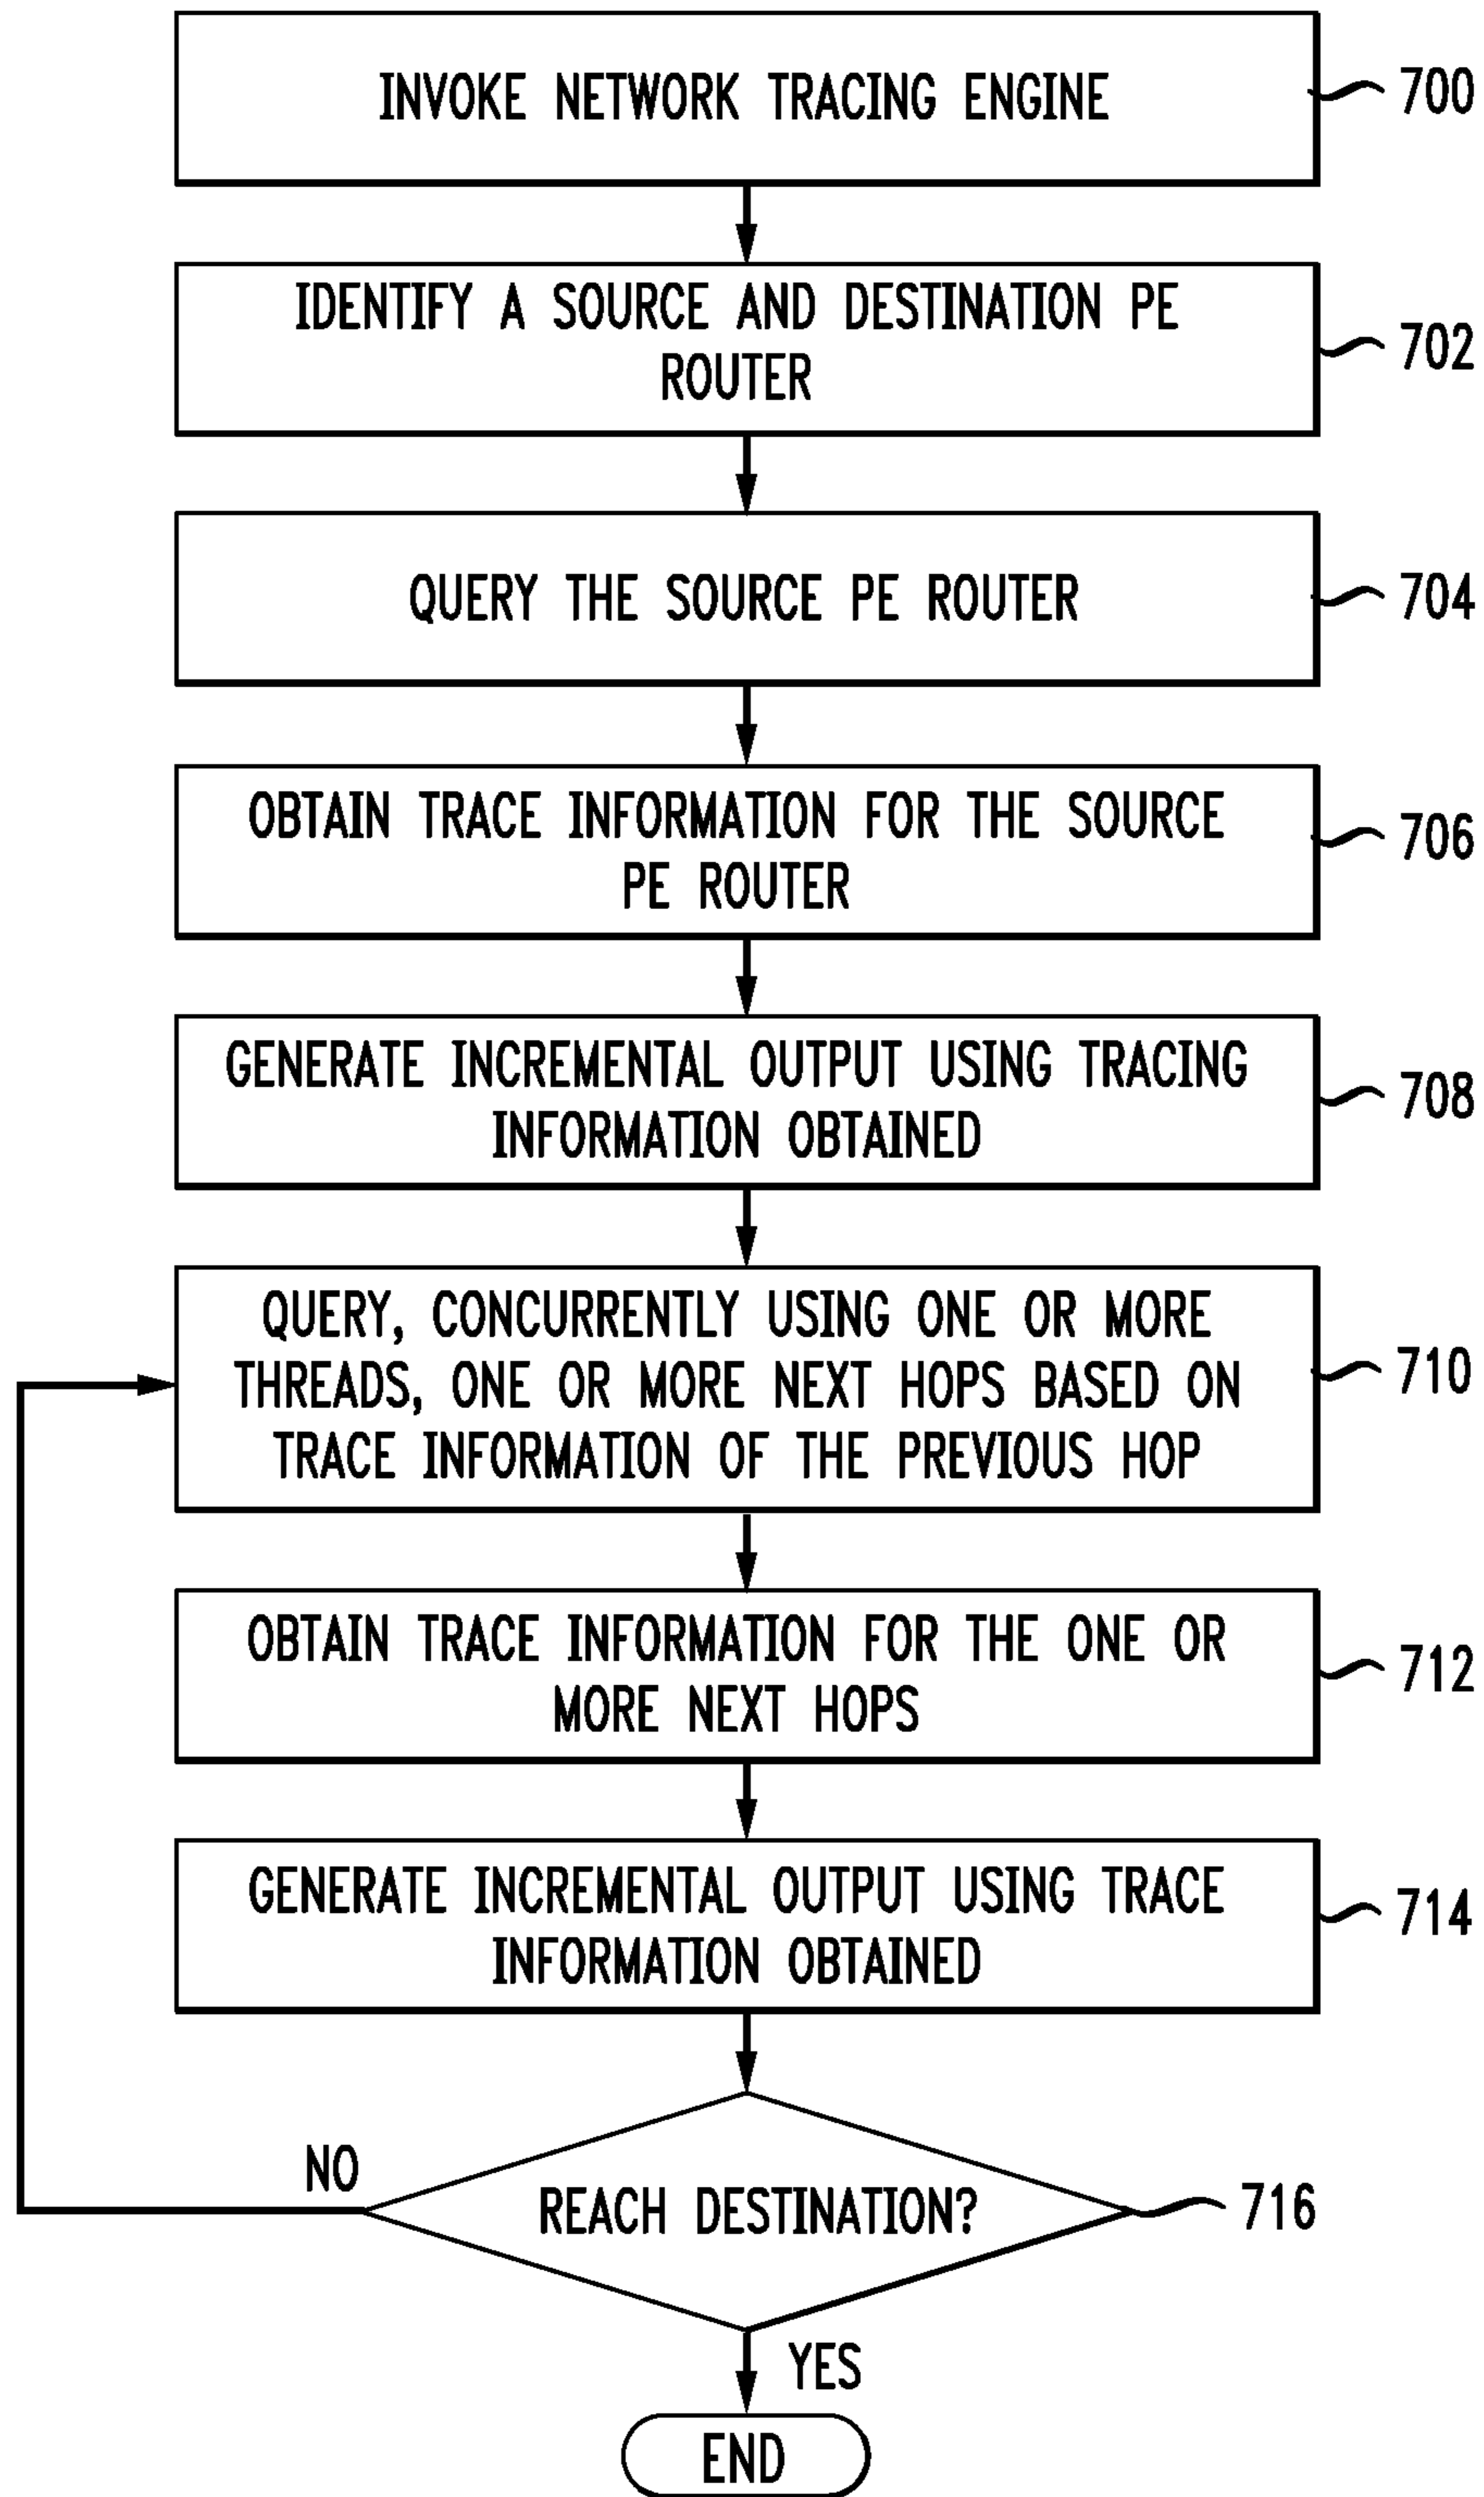 INVOKE NETWORK TRACING ENGINE
700
IDENTIFY A SOURCE AND DESTINATION PE
ROUTER
702
QUERY THE SOURCE PE ROUTER
704
OBTAIN TRACE INFORMATION FOR THE SOURCE
PE ROUTER
706
GENERATE INCREMENTAL OUTPUT USING TRACING
INFORMATION OBTAINED
708
QUERY, CONCURRENTLY USING ONE OR MORE
THREADS, ONE OR MORE NEXT HOPS BASED ON
TRACE INFORMATION OF THE PREVIOUS HOP
710
OBTAIN TRACE INFORMATION FOR THE ONE OR
MORE NEXT HOPS
712
GENERATE INCREMENTAL OUTPUT USING TRACE
INFORMATION OBTAINED
714
NO
REACH DESTINATION?
716
YES
END